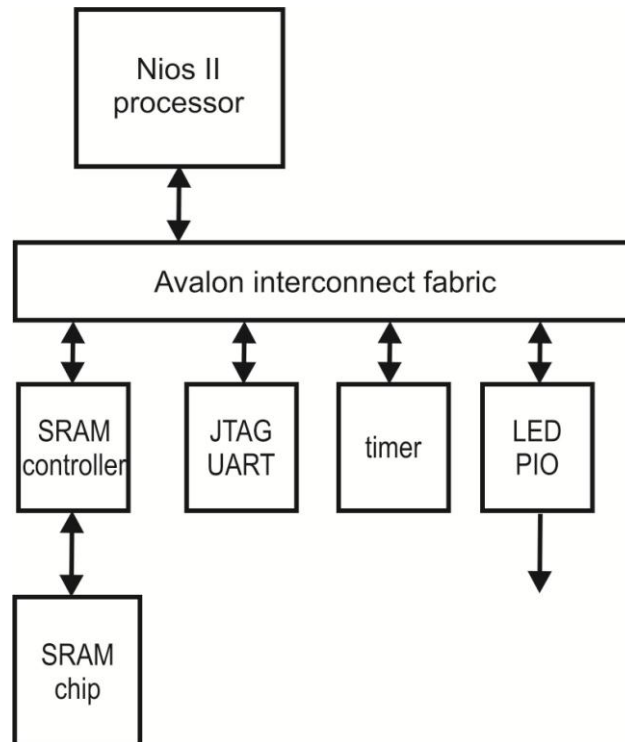 Nios II
processor
Avalon interconnect fabric
SRAM
controller
JTAG
UART
timer
LED
PIO
SRAM
chip